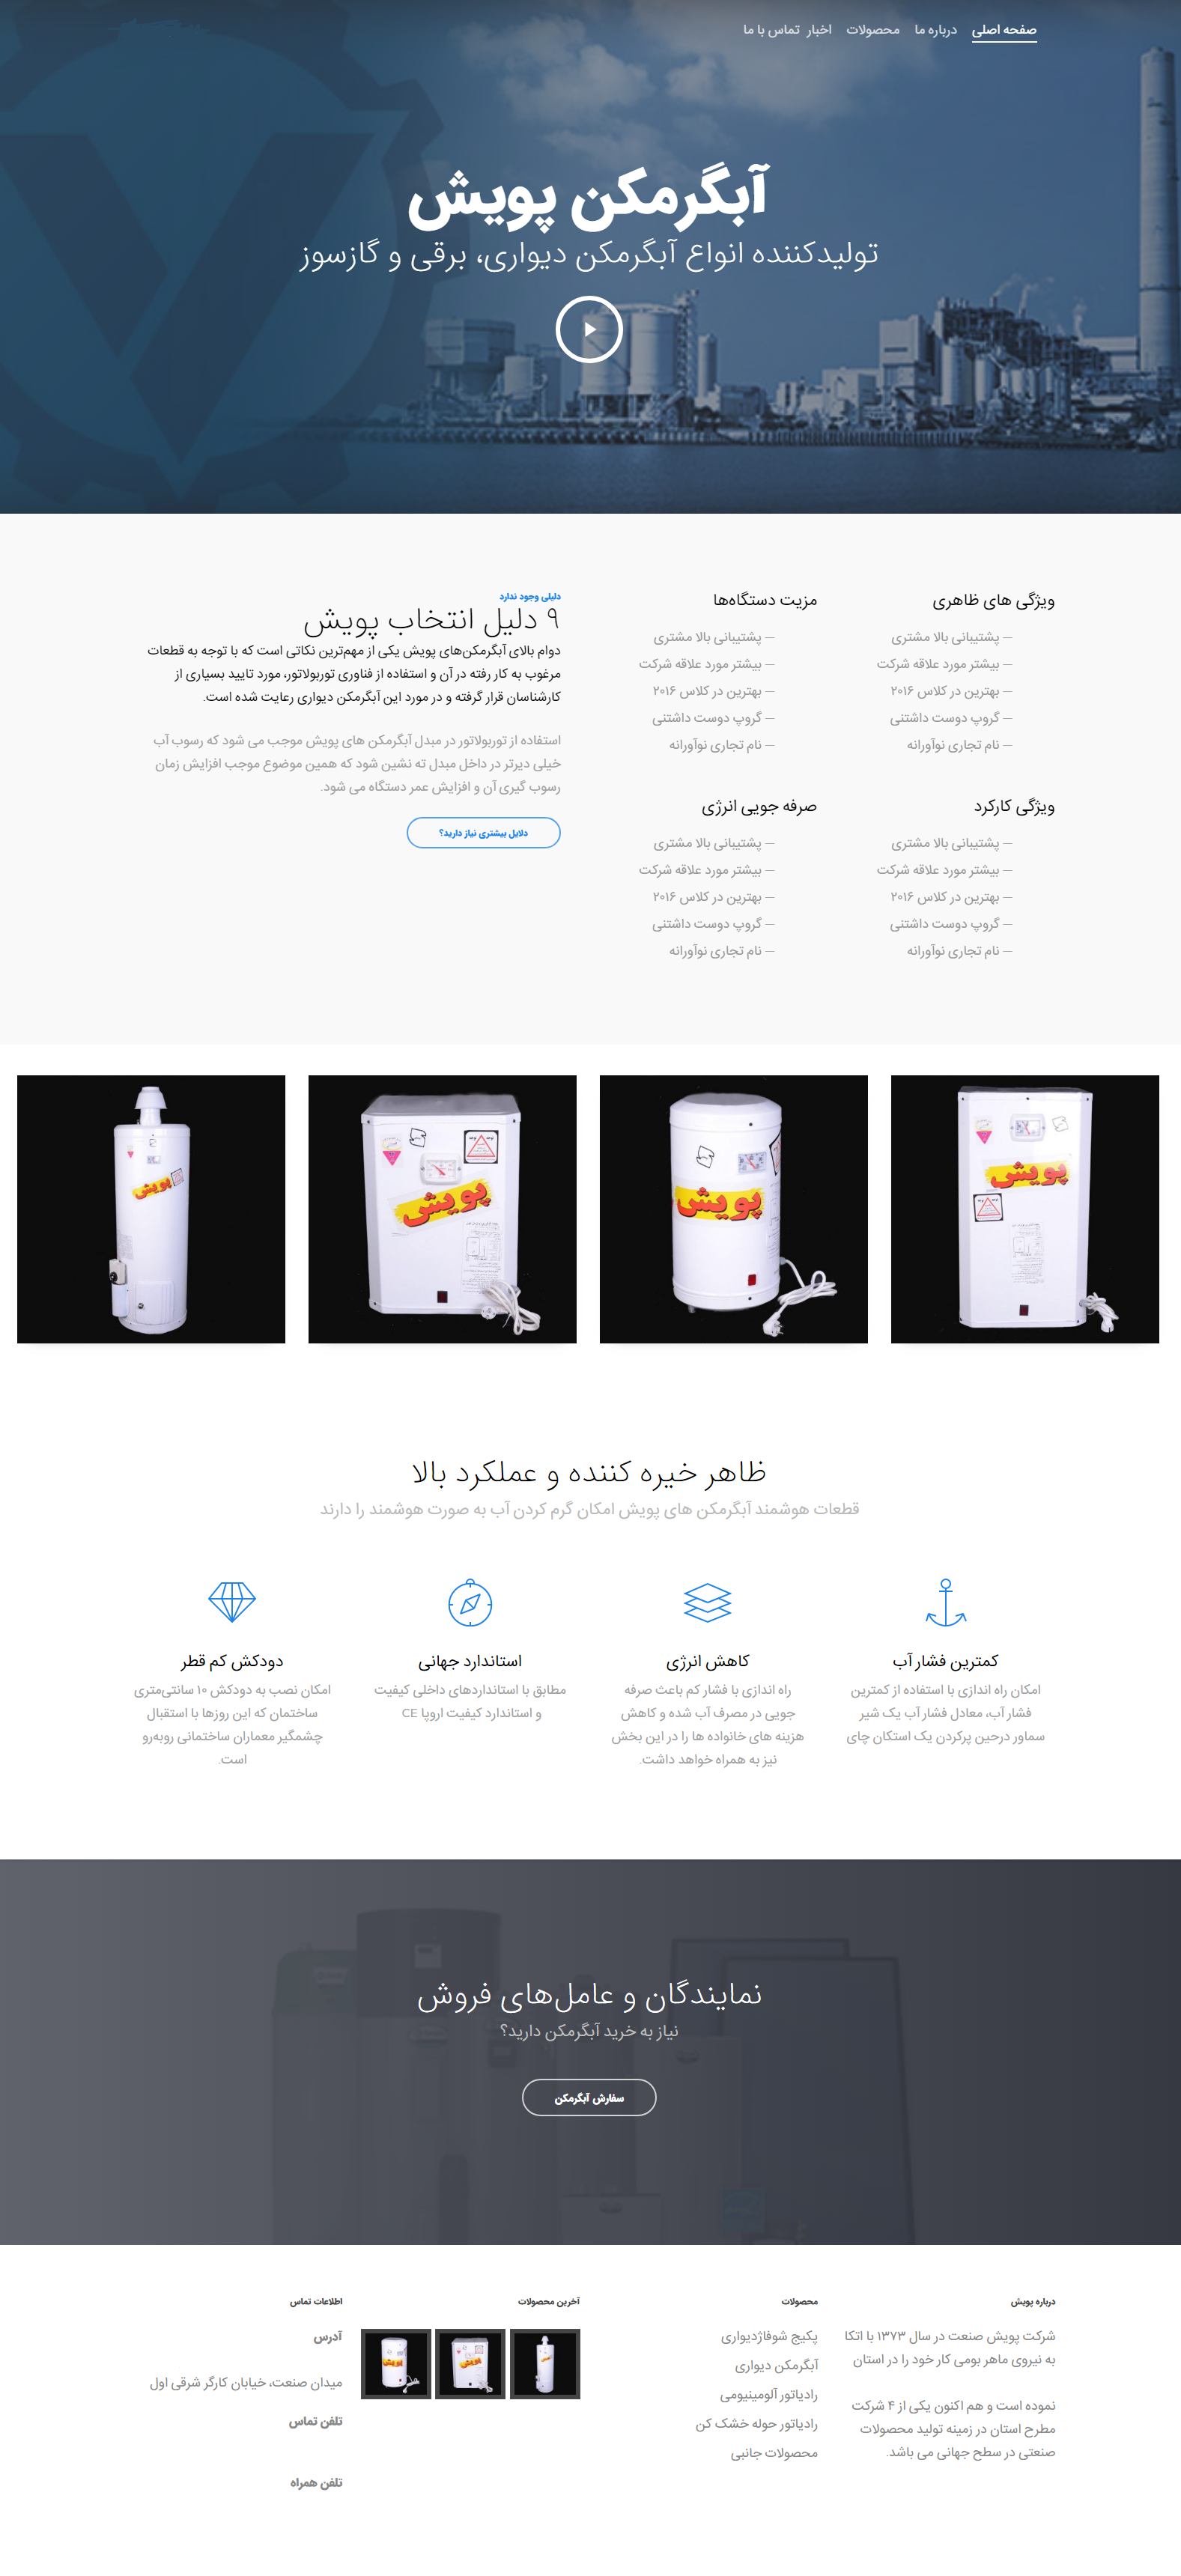 صفحه اصلی
درباره ما
محصولات
اخبار
تماس با ما
آبگرمکن پویش
تولیدکننده انواع آبگرمکن دیواری، برقی و گازسوز
ویژگی های ظاهری
— پشتیبانی بالا مشتری
— بیشتر مورد علاقه شرکت
— بهترین در کلاس ۲۰۱۶
— گروپ دوست داشتنی
— نام تجاری نوآورانه
مزیت دستگاه‌ها
— پشتیبانی بالا مشتری
— بیشتر مورد علاقه شرکت
— بهترین در کلاس ۲۰۱۶
— گروپ دوست داشتنی
— نام تجاری نوآورانه
ویژگی کارکرد
— پشتیبانی بالا مشتری
— بیشتر مورد علاقه شرکت
— بهترین در کلاس ۲۰۱۶
— گروپ دوست داشتنی
— نام تجاری نوآورانه
صرفه جویی انرژی
— پشتیبانی بالا مشتری
— بیشتر مورد علاقه شرکت
— بهترین در کلاس ۲۰۱۶
— گروپ دوست داشتنی
— نام تجاری نوآورانه
دلیلی وجود ندارد
۹ دلیل انتخاب پویش
دوام بالای آبگرمکن‌های پویش یکی از مهم‌ترین نکاتی است که با توجه به قطعات
مرغوب به کار رفته در آن و استفاده از فناوری توربولاتور، مورد تایید بسیاری از
کارشناسان قرار گرفته و در مورد این آبگرمکن دیواری رعایت شده است.
استفاده از توربولاتور در مبدل آبگرمکن های پویش موجب می شود که رسوب آب
خیلی دیرتر در داخل مبدل ته نشین شود که همین موضوع موجب افزایش زمان
رسوب گیری آن و افزایش عمر دستگاه می شود.
دلایل بیشتری نیاز دارید؟
پویش
پویش
پویش
پویش
ظاهر خیره کننده و عملکرد بالا
قطعات هوشمند آبگرمکن های پویش امکان گرم کردن آب به صورت هوشمند را دارند
کمترین فشار آب
امکان راه اندازی با استفاده از کمترین
فشار آب، معادل فشار آب یک شیر
سماور درحین پرکردن یک استکان چای
کاهش انرژی
راه اندازی با فشار کم باعث صرفه
جویی در مصرف آب شده و کاهش
هزینه های خانواده ها را در این بخش
نیز به همراه خواهد داشت.
استاندارد جهانی
مطابق با استانداردهای داخلی کیفیت
و استاندارد کیفیت اروپا CE
دودکش کم قطر
امکان نصب به دودکش ۱۰ سانتی‌متری
ساختمان که این روزها با استقبال
چشمگیر معماران ساختمانی روبه‌رو
است.
نمایندگان و عامل‌های فروش
نیاز به خرید آبگرمکن دارید؟
سفارش آبگرمکن
درباره پویش
شرکت پویش صنعت در سال ۱۳۷۳ با اتکا
به نیروی ماهر بومی کار خود را در استان
نموده است و هم اکنون یکی از ۴ شرکت
مطرح استان در زمینه تولید محصولات
صنعتی در سطح جهانی می باشد.
محصولات
پکیج شوفاژدیواری
آبگرمکن دیواری
رادیاتور آلومینیومی
رادیاتور حوله خشک کن
محصولات جانبی
آخرین محصولات
اطلاعات تماس
آدرس
میدان صنعت، خیابان کارگر شرقی اول
تلفن تماس
تلفن همراه